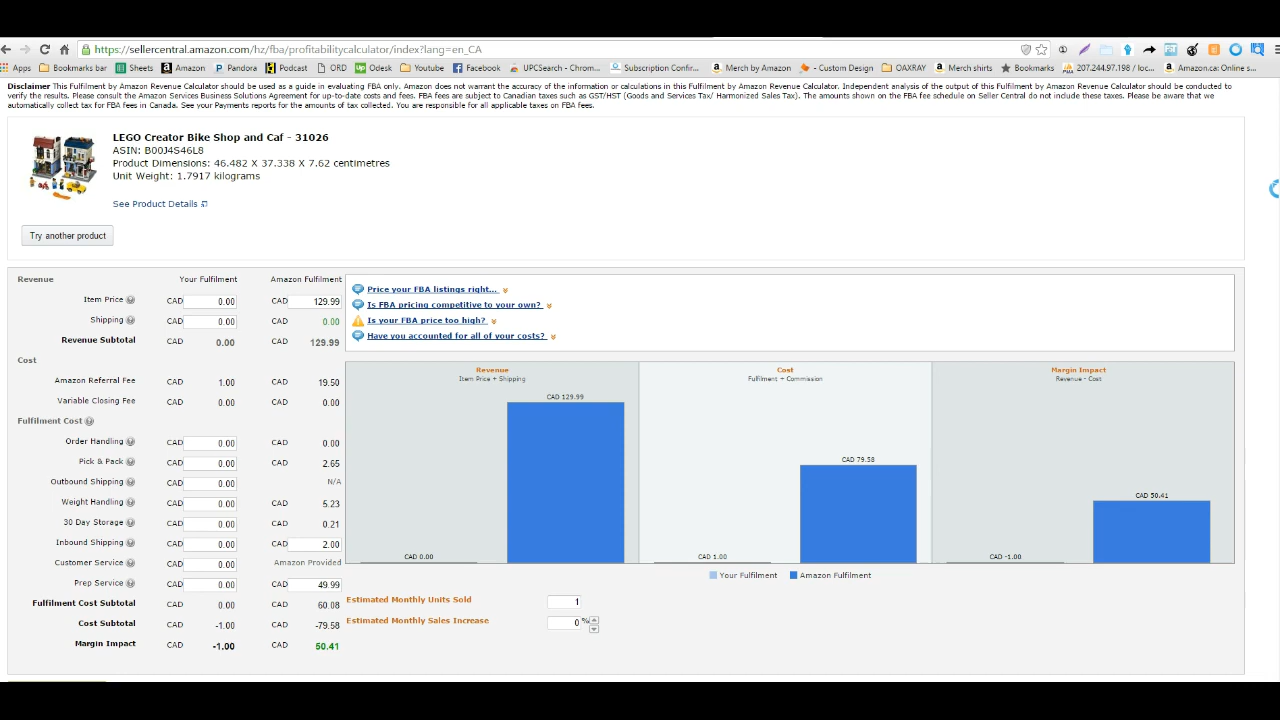 https://sellercentral.amazon.com/hz/fba/profitabilitycalculator/index?lang=en_CA
Apps Bookmarks bar Sheets Amazon Pandora Podcast ORD Odesk Youtube Facebook UPCSearch - Chrom... Subscription Confir... Merch by Amazon - Custom Design OAXRAY Merch shirts Bookmarks 207.244.97.198 / loc... Amazon.ca: Online s...
Disclaimer This Fulfilment by Amazon Revenue Calculator should be used as a guide in evaluating FBA only. Amazon does not warrant the accuracy of the information or calculations in this Fulfilment by Amazon Revenue Calculator. Independent analysis of the output of this Fulfilment by Amazon Revenue Calculator should be conducted to
verify the results. Please consult the Amazon Services Business Solutions Agreement for up-to-date costs and fees. FBA fees are subject to Canadian taxes such as GST/HST (Goods and Services Tax/ Harmonized Sales Tax). The amounts shown on the FBA fee schedule on Seller Central do not include these taxes. Please be aware that we
automatically collect tax for FBA fees in Canada. See your Payments reports for the amounts of tax collected. You are responsible for all applicable taxes on FBA fees.
LEGO Creator Bike Shop and Caf - 31026
ASIN: B00J4S46L8
Product Dimensions: 46.482 X 37.338 X 7.62 centimetres
Unit Weight: 1.7917 kilograms
See Product Details
Try another product
Revenue Your Fulfilment Amazon Fulfilment
Item Price CAD 0.00 CAD 129.99
Shipping CAD 0.00 CAD 0.00
Revenue Subtotal CAD 0.00 CAD 129.99
Cost
Amazon Referral Fee CAD 1.00 CAD 19.50
Variable Closing Fee CAD 0.00 CAD 0.00
Fulfilment Cost
Order Handling CAD 0.00 CAD 0.00
Pick & Pack CAD 0.00 CAD 2.65
Outbound Shipping CAD 0.00 N/A
Weight Handling CAD 0.00 CAD 5.23
30 Day Storage CAD 0.00 CAD 0.21
Inbound Shipping CAD 0.00 CAD 2.00
Customer Service CAD 0.00 Amazon Provided
Prep Service CAD 0.00 CAD 49.99
Fulfilment Cost Subtotal CAD 0.00 CAD 60.08
Cost Subtotal CAD -1.00 CAD -79.58
Margin Impact CAD -1.00 CAD 50.41
Price your FBA listings right...
Is FBA pricing competitive to your own?
Is your FBA price too high?
Have you accounted for all of your costs?
Revenue
Item Price + Shipping
CAD 129.99
CAD 0.00
Cost
Fulfilment + Commission
CAD 79.58
CAD 1.00
Margin Impact
Revenue - Cost
CAD 50.41
CAD -1.00
Your Fulfilment Amazon Fulfilment
Estimated Monthly Units Sold 1
Estimated Monthly Sales Increase 0 %